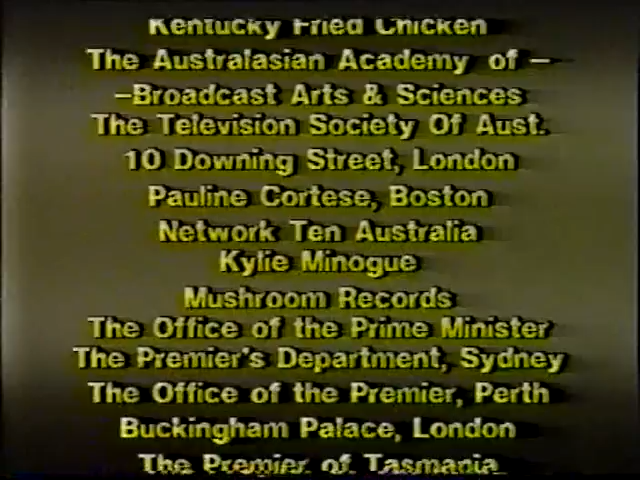 Kentucky Fried Chicken
The Australasian Academy of –
–Broadcast Arts & Sciences
The Television Society Of Aust.
10 Downing Street, London
Pauline Cortese, Boston
Network Ten Australia
Kylie Minogue
Mushroom Records
The Office of the Prime Minister
The Premier's Department, Sydney
The Office of the Premier, Perth
Buckingham Palace, London
The Premier of Tasmania